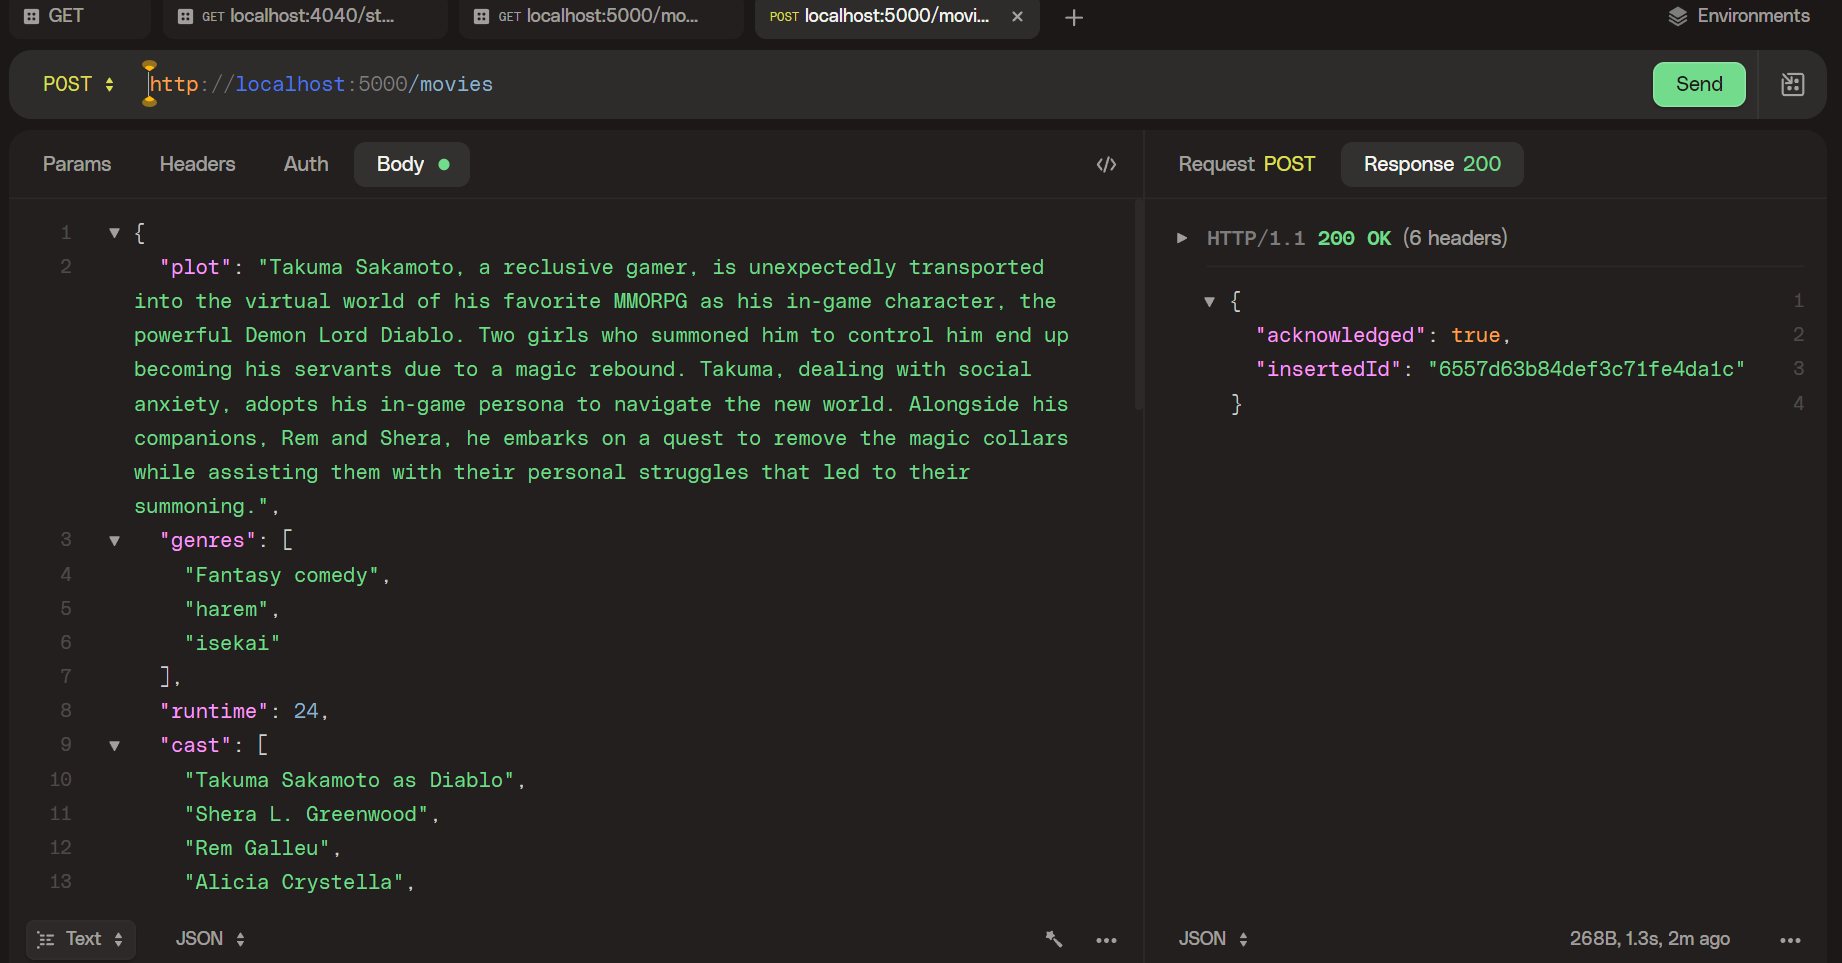 GET
GET localhost:4040/st...
GET localhost:5000/mo...
POST localhost:5000/movi...
Environments
POST http://localhost:5000/movies
Send
Params Headers Auth Body
Request POST Response 200
1 {
2 "plot": "Takuma Sakamoto, a reclusive gamer, is unexpectedly transported
into the virtual world of his favorite MMORPG as his in-game character, the
powerful Demon Lord Diablo. Two girls who summoned him to control him end up
becoming his servants due to a magic rebound. Takuma, dealing with social
anxiety, adopts his in-game persona to navigate the new world. Alongside his
companions, Rem and Shera, he embarks on a quest to remove the magic collars
while assisting them with their personal struggles that led to their
summoning.",
3 "genres": [
4 "Fantasy comedy",
5 "harem",
6 "isekai"
7 ],
8 "runtime": 24,
9 "cast": [
10 "Takuma Sakamoto as Diablo",
11 "Shera L. Greenwood",
12 "Rem Galleu",
13 "Alicia Crystella",
Text JSON
HTTP/1.1 200 OK (6 headers)
{ 1
"acknowledged": true, 2
"insertedId": "6557d63b84def3c71fe4da1c" 3
} 4
JSON
268B, 1.3s, 2m ago